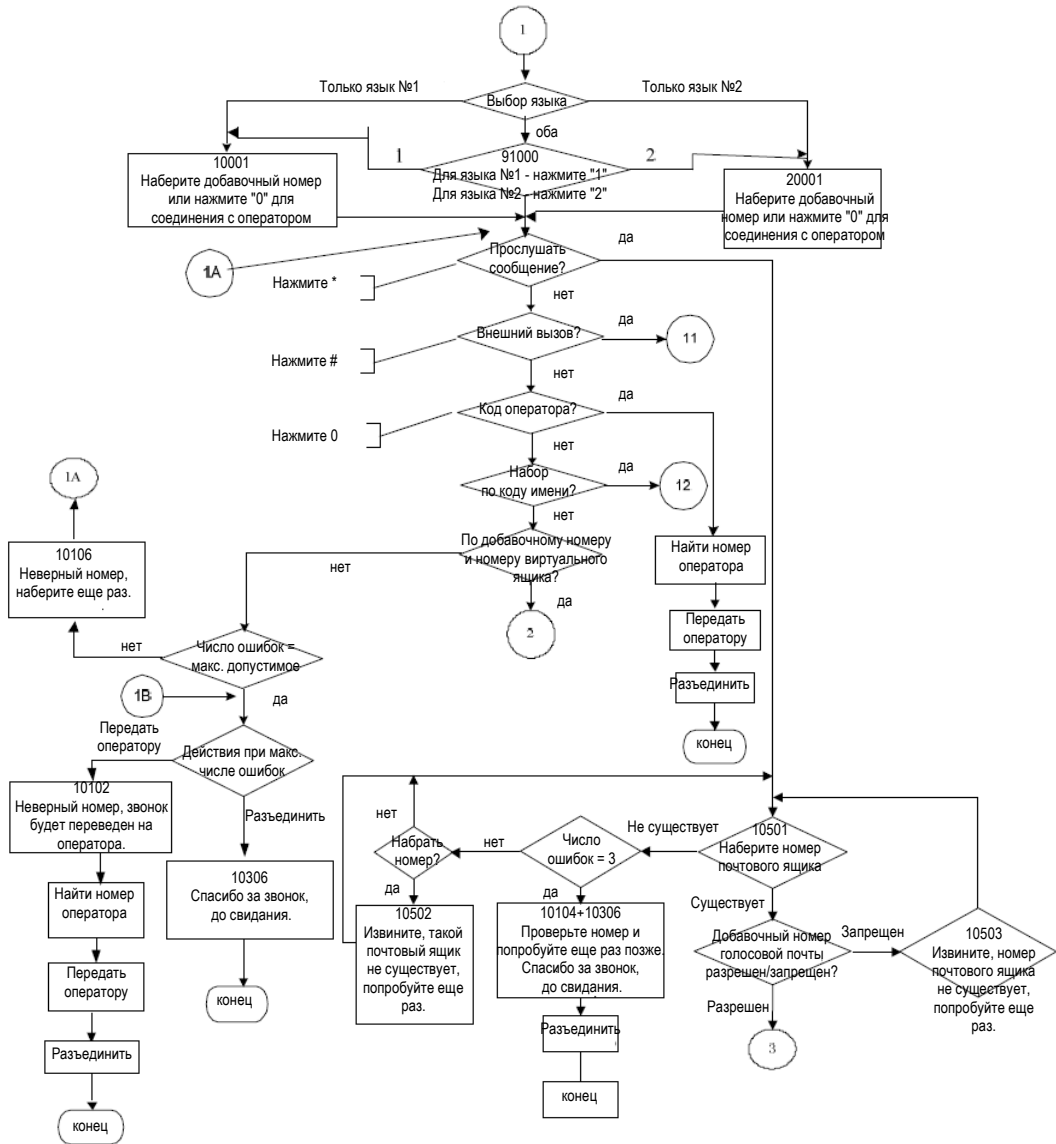 1
Только язык №1
Выбор языка
Только язык №2
оба
1
91000
Для языка №1 - нажмите "1"
Для языка №2 - нажмите "2"
2
10001
Наберите добавочный номер
или нажмите "0" для
соединения с оператором
20001
Наберите добавочный
номер или нажмите "0" для
соединения с оператором
1A
Прослушать
сообщение?
да
Нажмите *
нет
Внешний вызов?
да
11
Нажмите #
нет
Код оператора?
да
Нажмите 0
нет
1A
Набор
по коду имени?
да
12
нет
10106
Неверный номер,
наберите еще раз.
По добавочному номеру
и номеру виртуального
ящика?
нет
да
2
Найти номер
оператора
Передать
оператору
Разъединить
конец
нет
Число ошибок =
макс. допустимое
1B
да
Передать
оператору
Действия при макс.
числе ошибок
10102
Неверный номер, звонок
будет переведен на
оператора.
Разъединить
Найти номер
оператора
10306
Спасибо за звонок,
до свидания.
Передать
оператору
конец
Разъединить
конец
нет
Набрать
номер?
нет
Число
ошибок = 3
Не существует
10501
Наберите номер
почтового ящика
да
да
Существует
10502
Извините, такой
почтовый ящик
не существует,
попробуйте еще
раз.
10104+10306
Проверьте номер и
попробуйте еще раз позже.
Спасибо за звонок,
до свидания.
Добавочный номер
голосовой почты
разрешен/запрещен?
Запрещен
10503
Извините, номер
почтового ящика
не существует,
попробуйте еще
раз.
Разрешен
Разъединить
3
конец